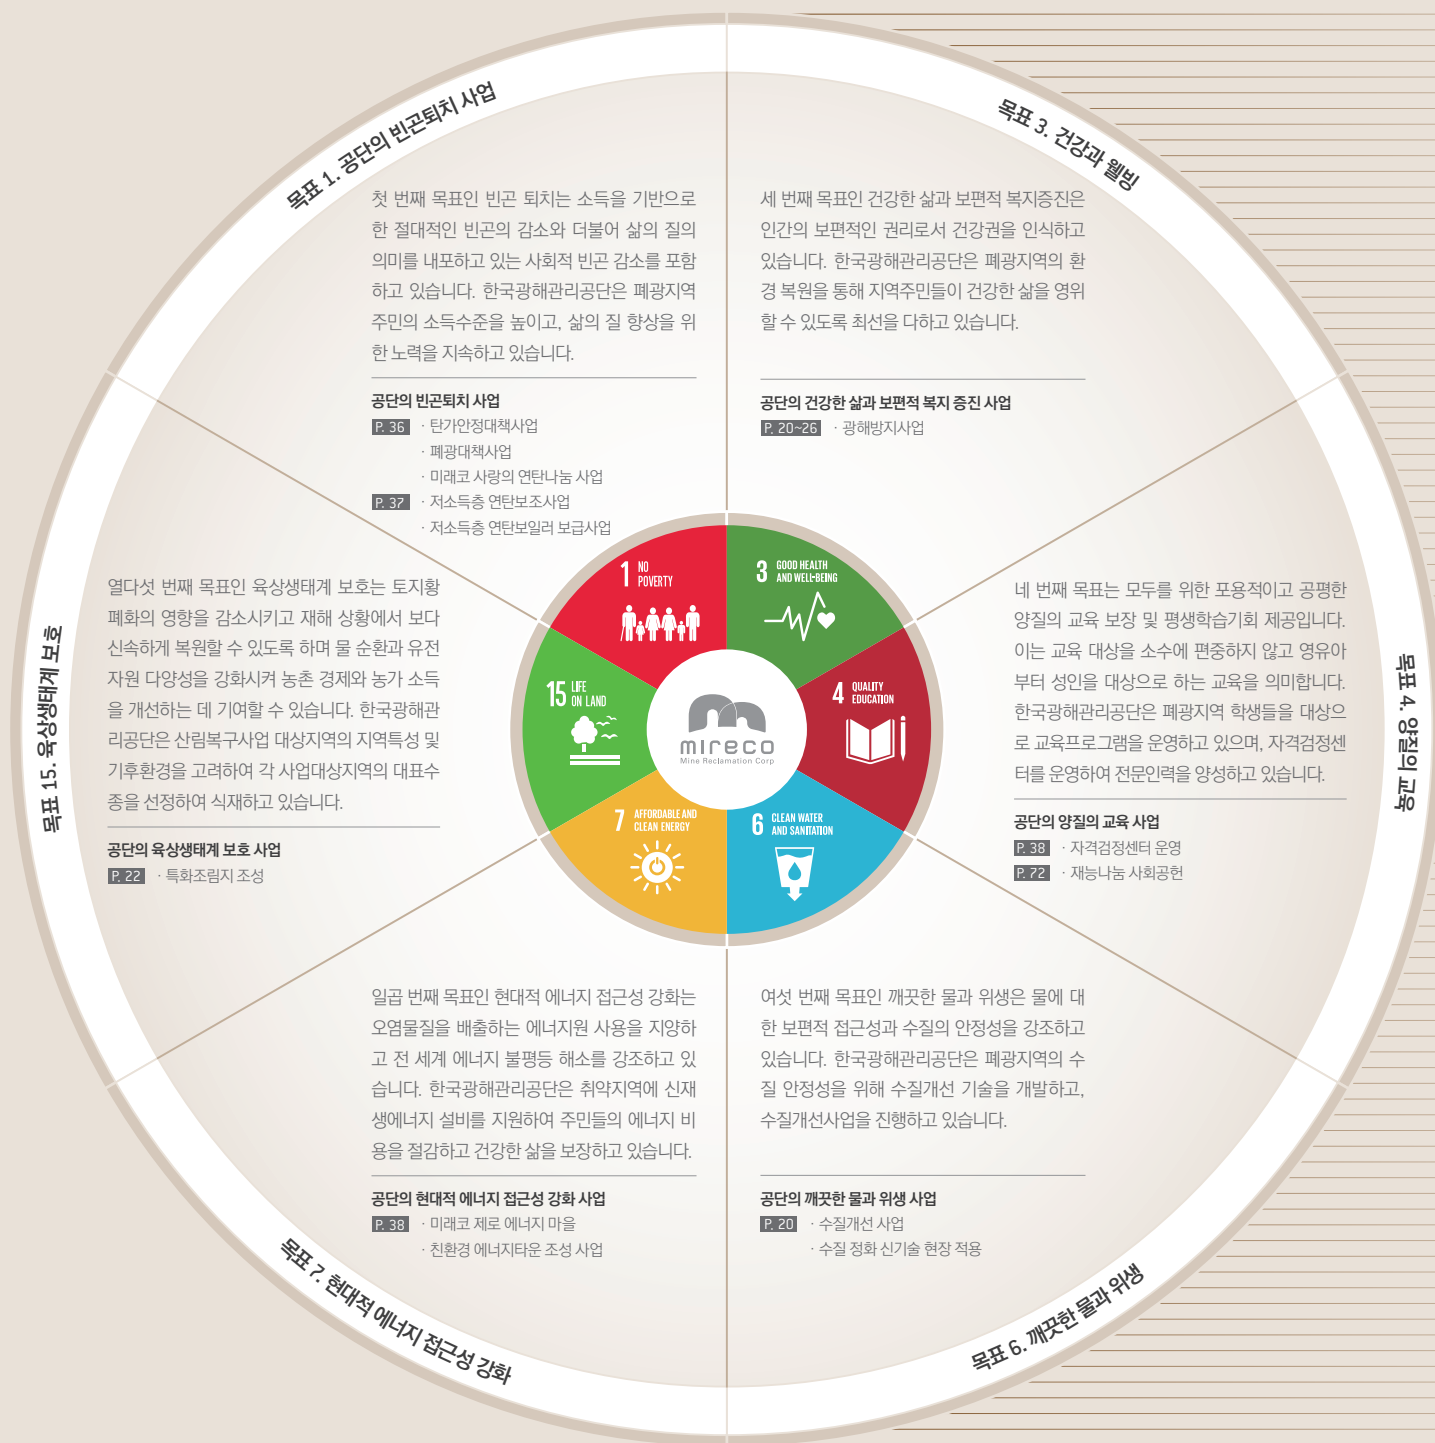 목표 1. 공단의 빈곤퇴치 사업
첫 번째 목표인 빈곤 퇴치는 소득을 기반으로
한 절대적인 빈곤의 감소와 더불어 삶의 질의
의미를 내포하고 있는 사회적 빈곤 감소를 포함
하고 있습니다. 한국광해관리공단은 폐광지역
주민의 소득수준을 높이고, 삶의 질 향상을 위
한 노력을 지속하고 있습니다.
공단의 빈곤퇴치 사업
P. 36 · 탄가안정대책사업
· 폐광대책사업
· 미래코 사랑의 연탄나눔 사업
P. 37 · 저소득층 연탄보조사업
· 저소득층 연탄보일러 보급사업
목표 3. 건강과 웰빙
세 번째 목표인 건강한 삶과 보편적 복지증진은
인간의 보편적인 권리로서 건강권을 인식하고
있습니다. 한국광해관리공단은 폐광지역의 환
경 복원을 통해 지역주민들이 건강한 삶을 영위
할 수 있도록 최선을 다하고 있습니다.
공단의 건강한 삶과 보편적 복지 증진 사업
P. 20~26 · 광해방지사업
목표 15. 육상생태계 보호
열다섯 번째 목표인 육상생태계 보호는 토지황
폐화의 영향을 감소시키고 재해 상황에서 보다
신속하게 복원할 수 있도록 하며 물 순환과 유전
자원 다양성을 강화시켜 농촌 경제와 농가 소득
을 개선하는 데 기여할 수 있습니다. 한국광해관
리공단은 산림복구사업 대상지역의 지역특성 및
기후환경을 고려하여 각 사업대상지역의 대표수
종을 선정하여 식재하고 있습니다.
공단의 육상생태계 보호 사업
P. 22 · 특화조림지 조성
1 NO
POVERTY
3 GOOD HEALTH
AND WELL-BEING
15 LIFE
ON LAND
4 QUALITY
EDUCATION
mireco
Mine Reclamation Corp
7 AFFORDABLE AND
CLEAN ENERGY
6 CLEAN WATER
AND SANITATION
목표 4. 양질의 교육
네 번째 목표는 모두를 위한 포용적이고 공평한
양질의 교육 보장 및 평생학습기회 제공입니다.
이는 교육 대상을 소수에 편중하지 않고 영유아
부터 성인을 대상으로 하는 교육을 의미합니다.
한국광해관리공단은 폐광지역 학생들을 대상으
로 교육프로그램을 운영하고 있으며, 자격검정센
터를 운영하여 전문인력을 양성하고 있습니다.
공단의 양질의 교육 사업
P. 38 · 자격검정센터 운영
P. 72 · 재능나눔 사회공헌
일곱 번째 목표인 현대적 에너지 접근성 강화는
오염물질을 배출하는 에너지원 사용을 지양하
고 전 세계 에너지 불평등 해소를 강조하고 있
습니다. 한국광해관리공단은 취약지역에 신재
생에너지 설비를 지원하여 주민들의 에너지 비
용을 절감하고 건강한 삶을 보장하고 있습니다.
공단의 현대적 에너지 접근성 강화 사업
P. 38 · 미래코 제로 에너지 마을
· 친환경 에너지타운 조성 사업
목표 7. 현대적 에너지 접근성 강화
여섯 번째 목표인 깨끗한 물과 위생은 물에 대
한 보편적 접근성과 수질의 안정성을 강조하고
있습니다. 한국광해관리공단은 폐광지역의 수
질 안정성을 위해 수질개선 기술을 개발하고,
수질개선사업을 진행하고 있습니다.
공단의 깨끗한 물과 위생 사업
P. 20 · 수질개선 사업
· 수질 정화 신기술 현장 적용
목표 6. 깨끗한 물과 위생